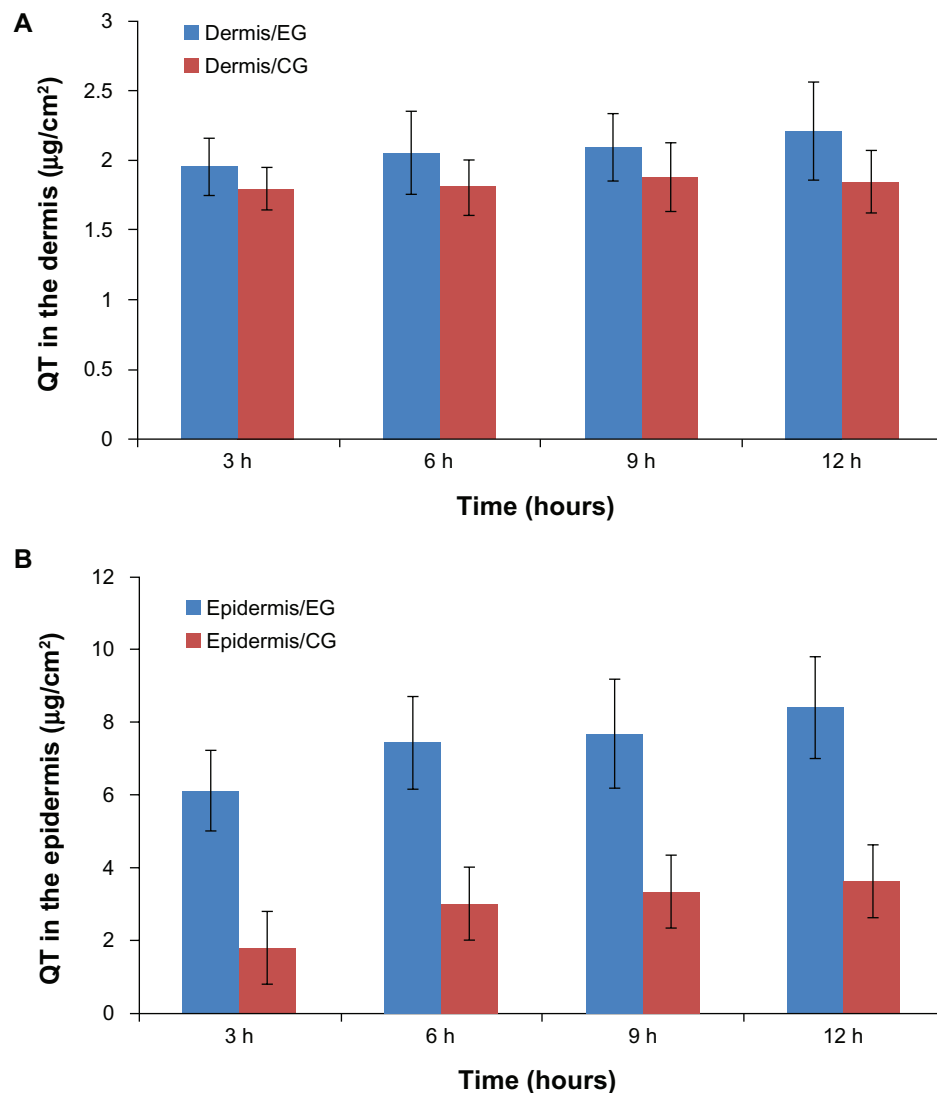 A
Dermis/EG
Dermis/CG
QT in the dermis (μg/cm²)
3
2.5
2
1.5
1
0.5
0
3 h 6 h 9 h 12 h
Time (hours)
B
Epidermis/EG
Epidermis/CG
QT in the epidermis (μg/cm²)
12
10
8
6
4
2
0
3 h 6 h 9 h 12 h
Time (hours)